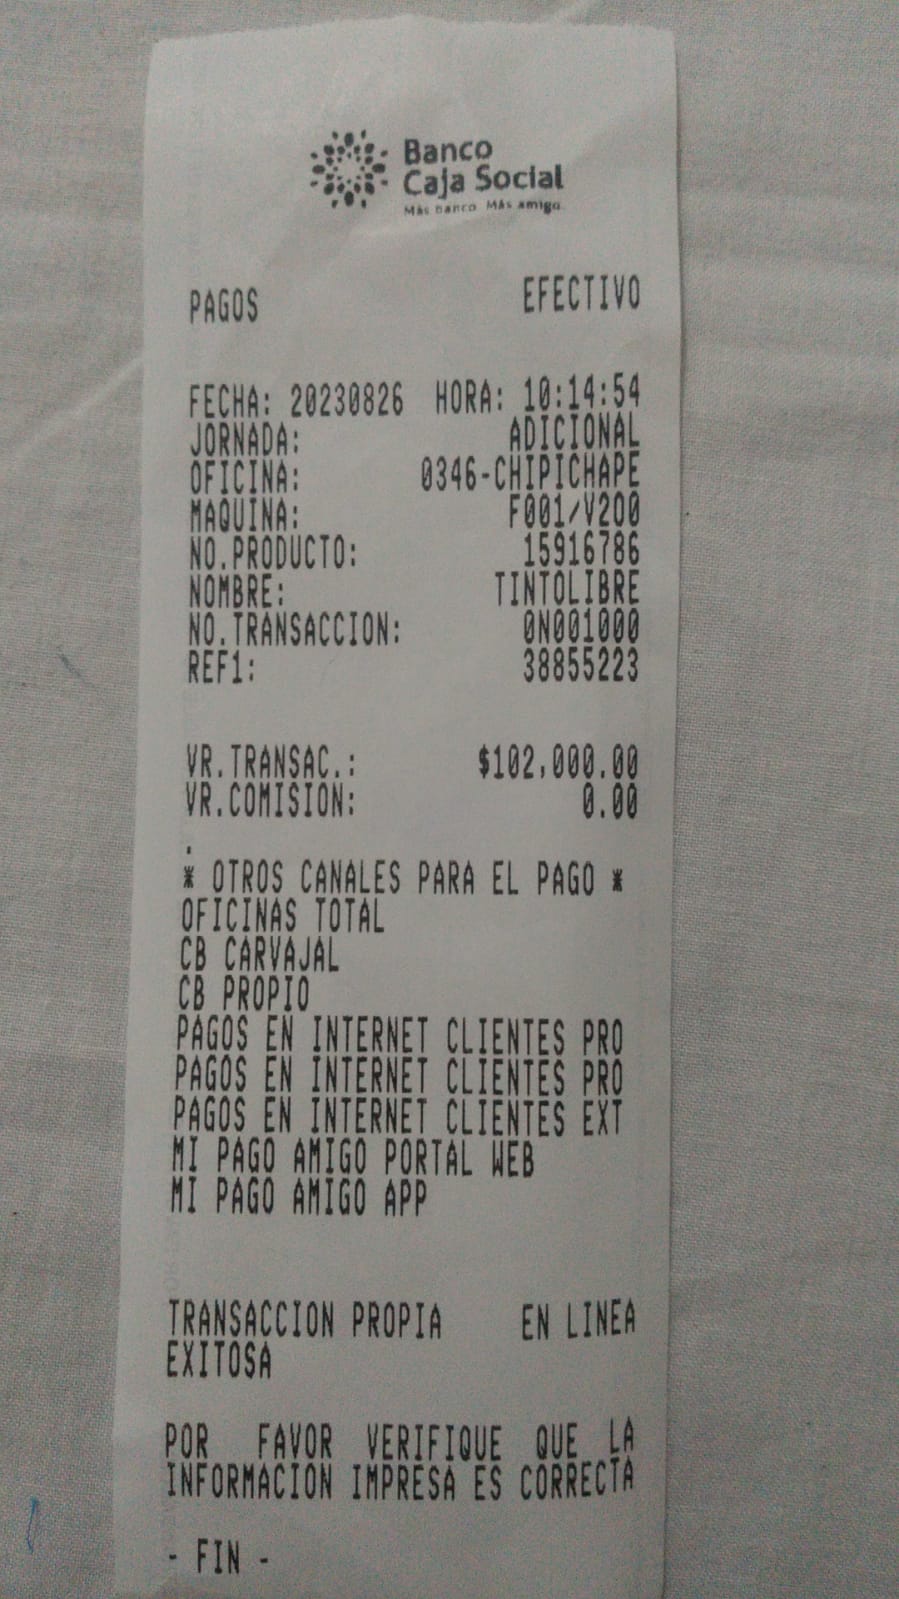 Banco
Caja Social
Más banco. Más amigo.
PAGOS EFECTIVO
FECHA: 20230826 HORA: 10:14:54
JORNADA: ADICIONAL
OFICINA: 0346-CHIPICHAPE
MAQUINA: F001/V200
NO.PRODUCTO: 15916786
NOMBRE: TINTOLIBRE
NO.TRANSACCION: 0N001000
REF1: 38855223
VR.TRANSAC.: $102,000.00
VR.COMISION: 0.00
.
* OTROS CANALES PARA EL PAGO *
OFICINAS TOTAL
CB CARVAJAL
CB PROPIO
PAGOS EN INTERNET CLIENTES PRO
PAGOS EN INTERNET CLIENTES PRO
PAGOS EN INTERNET CLIENTES EXT
MI PAGO AMIGO PORTAL WEB
MI PAGO AMIGO APP
TRANSACCION PROPIA EN LINEA
EXITOSA
POR FAVOR VERIFIQUE QUE LA
INFORMACION IMPRESA ES CORRECTA
- FIN -